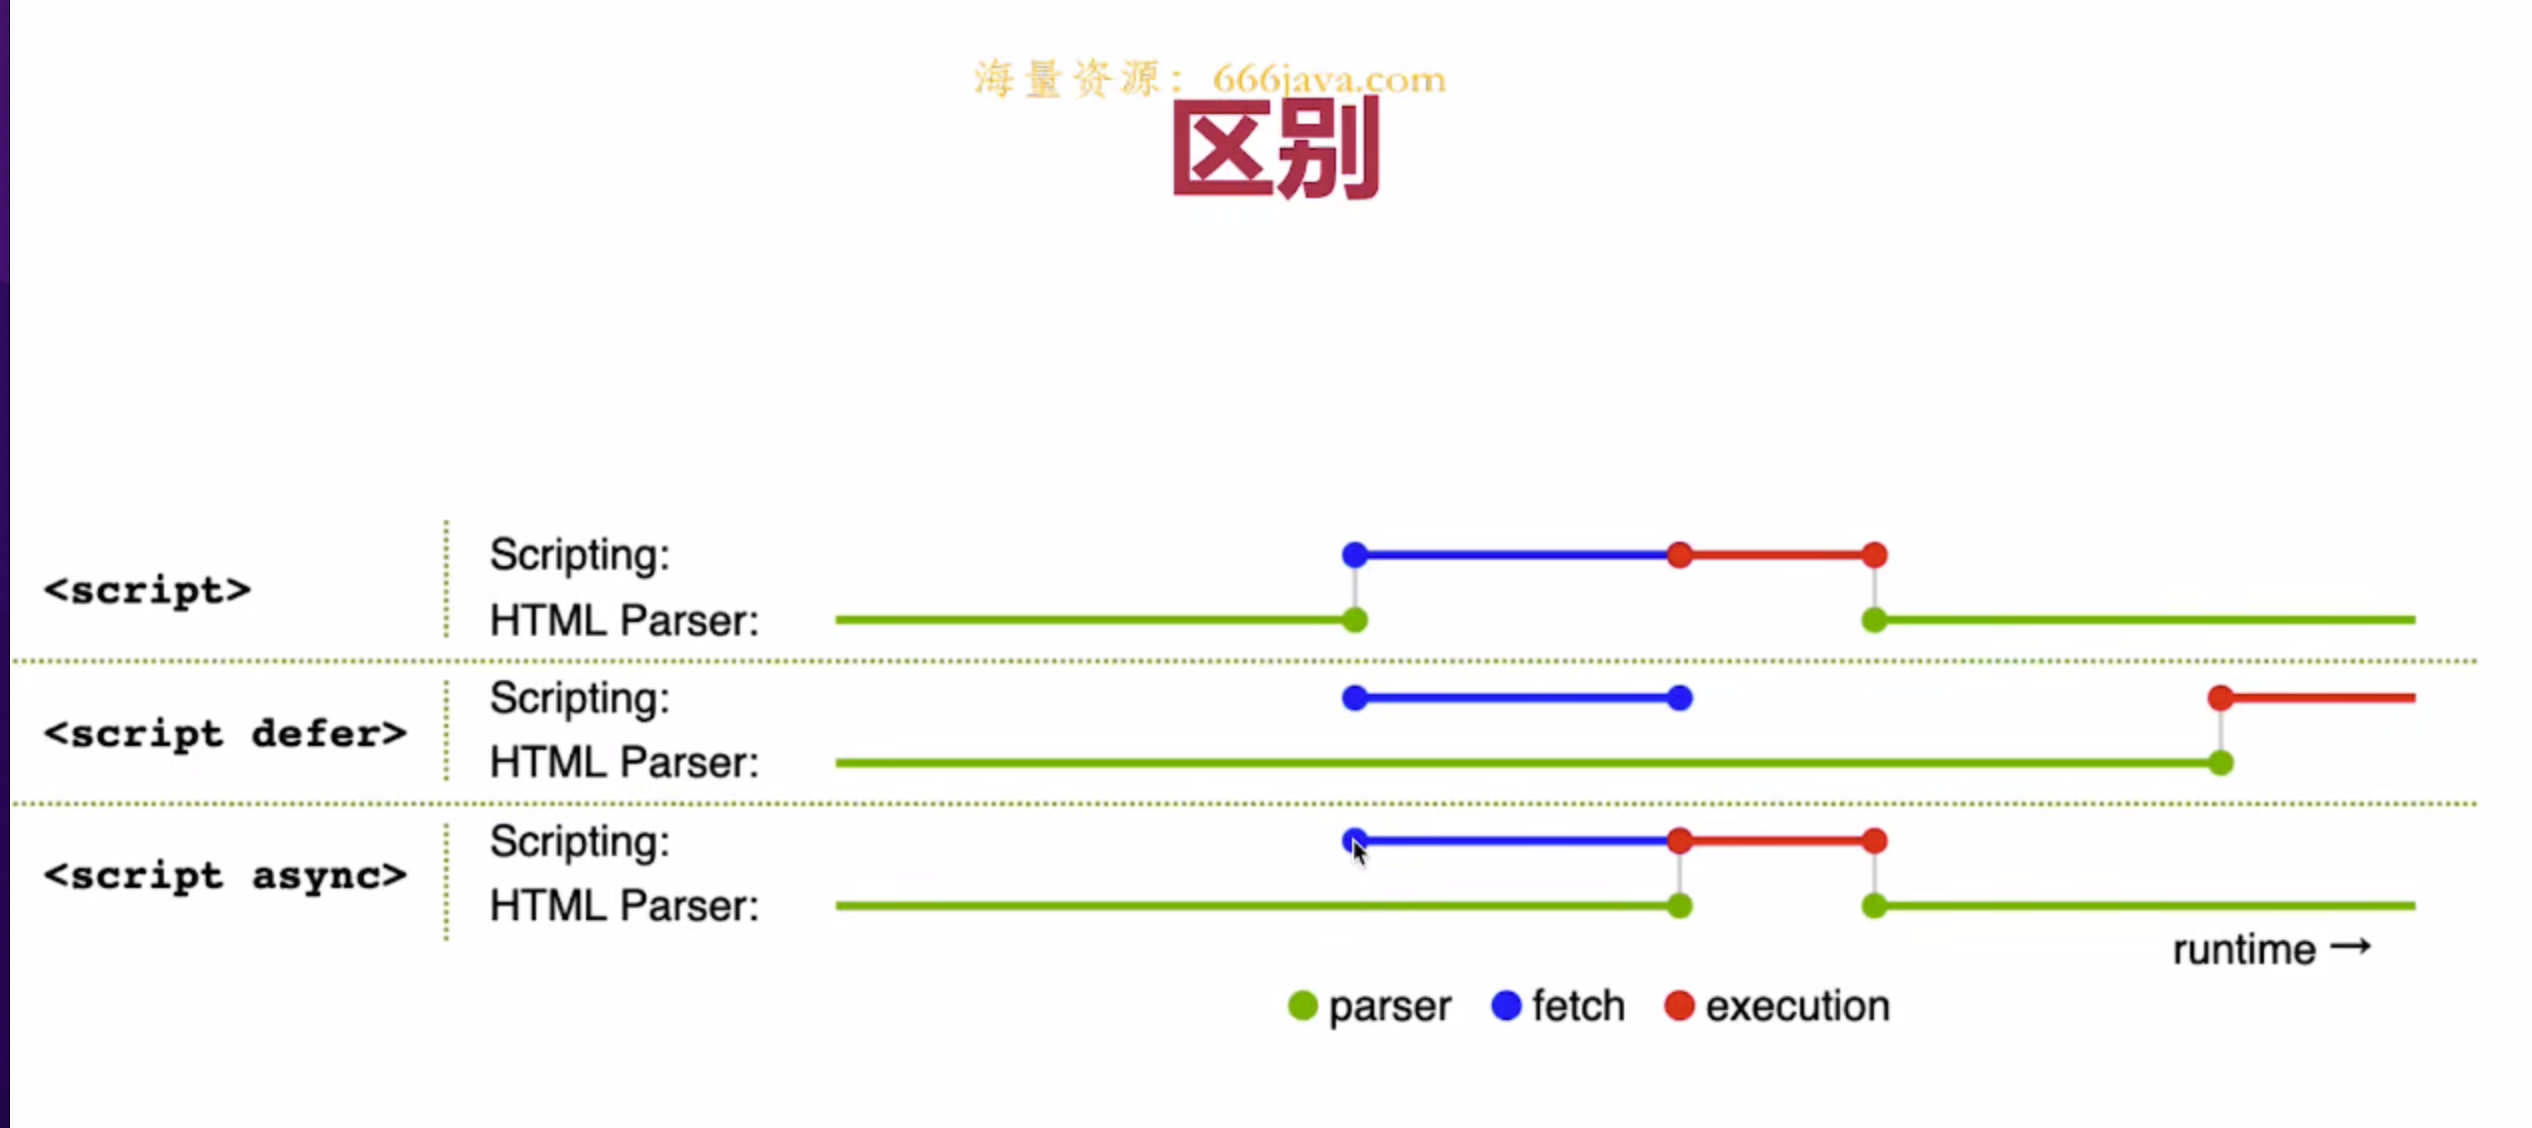 海量资源：666java.com
区别
<script>
Scripting:
HTML Parser:
<script defer>
Scripting:
HTML Parser:
<script async>
Scripting:
HTML Parser:
runtime →
parser fetch execution